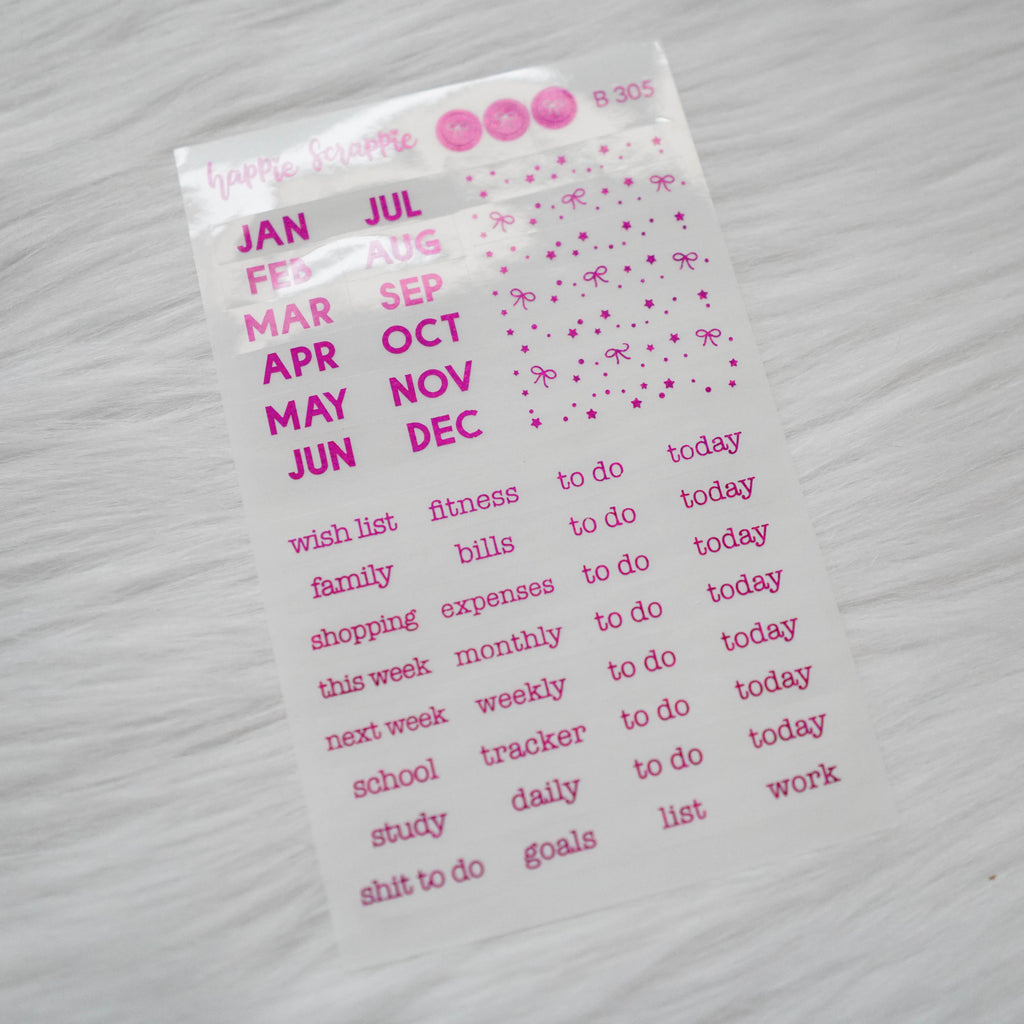 happie scrappie B 305
JAN JUL
FEB AUG
MAR SEP
APR OCT
MAY NOV
JUN DEC
wish list fitness to do today
family bills to do today
shopping expenses to do today
this week monthly to do today
next week weekly to do today
school tracker to do today
study daily to do today
shit to do goals list work